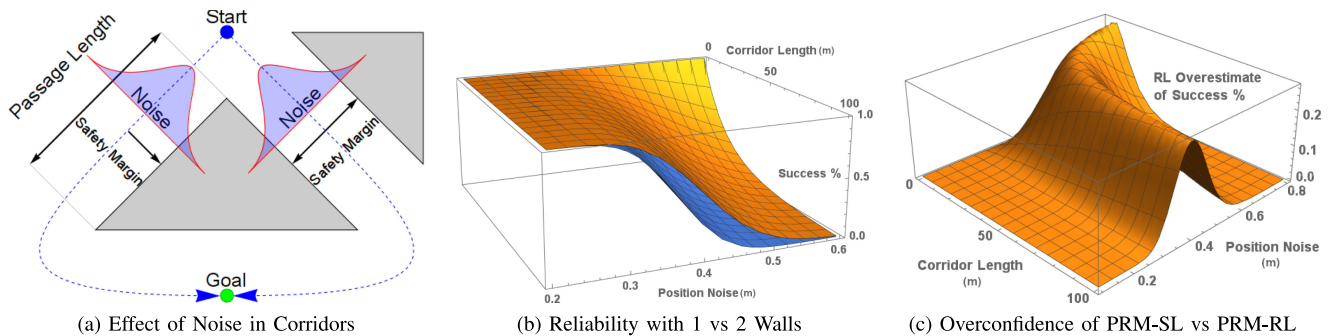 Start
Passage Length
Noise
Noise
Safety Margin
Safety Margin
Goal
(a) Effect of Noise in Corridors
0
Corridor Length (m)
50
100
1.0
Success %
0.5
0.0
0.2
0.3
0.4
0.5
0.6
Position Noise (m)
(b) Reliability with 1 vs 2 Walls
RL Overestimate
of Success %
0.2
0.1
0.0
0.8
0.6
Position Noise
(m)
0.4
0.2
0
50
Corridor Length
(m)
100
(c) Overconfidence of PRM-SL vs PRM-RL